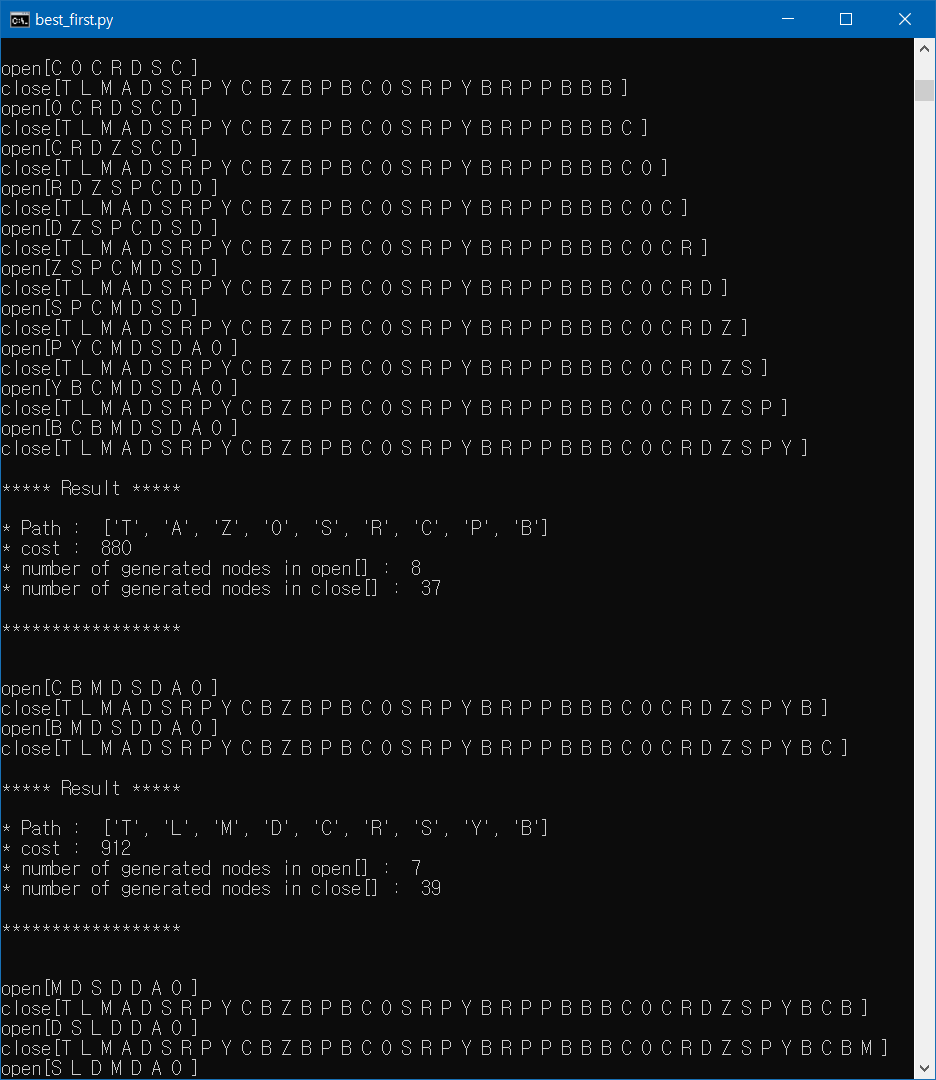 best_first.py
open[C O C R D S C ]
close[T L M A D S R P Y C B Z B P B C O S R P Y B R P P B B B ]
open[O C R D S C D ]
close[T L M A D S R P Y C B Z B P B C O S R P Y B R P P B B B C ]
open[C R D Z S C D ]
close[T L M A D S R P Y C B Z B P B C O S R P Y B R P P B B B C O ]
open[R D Z S P C D D ]
close[T L M A D S R P Y C B Z B P B C O S R P Y B R P P B B B C O C ]
open[D Z S P C D S D ]
close[T L M A D S R P Y C B Z B P B C O S R P Y B R P P B B B C O C R ]
open[Z S P C M D S D ]
close[T L M A D S R P Y C B Z B P B C O S R P Y B R P P B B B C O C R D ]
open[S P C M D S D ]
close[T L M A D S R P Y C B Z B P B C O S R P Y B R P P B B B C O C R D Z ]
open[P Y C M D S D A O ]
close[T L M A D S R P Y C B Z B P B C O S R P Y B R P P B B B C O C R D Z S ]
open[Y B C M D S D A O ]
close[T L M A D S R P Y C B Z B P B C O S R P Y B R P P B B B C O C R D Z S P ]
open[B C B M D S D A O ]
close[T L M A D S R P Y C B Z B P B C O S R P Y B R P P B B B C O C R D Z S P Y ]
***** Result *****
* Path :  ['T', 'A', 'Z', 'O', 'S', 'R', 'C', 'P', 'B']
* cost :  880
* number of generated nodes in open[] :  8
* number of generated nodes in close[] :  37
******************
open[C B M D S D A O ]
close[T L M A D S R P Y C B Z B P B C O S R P Y B R P P B B B C O C R D Z S P Y B ]
open[B M D S D D A O ]
close[T L M A D S R P Y C B Z B P B C O S R P Y B R P P B B B C O C R D Z S P Y B C ]
***** Result *****
* Path :  ['T', 'L', 'M', 'D', 'C', 'R', 'S', 'Y', 'B']
* cost :  912
* number of generated nodes in open[] :  7
* number of generated nodes in close[] :  39
******************
open[M D S D D A O ]
close[T L M A D S R P Y C B Z B P B C O S R P Y B R P P B B B C O C R D Z S P Y B C B ]
open[D S L D D A O ]
close[T L M A D S R P Y C B Z B P B C O S R P Y B R P P B B B C O C R D Z S P Y B C B M ]
open[S L D M D A O ]